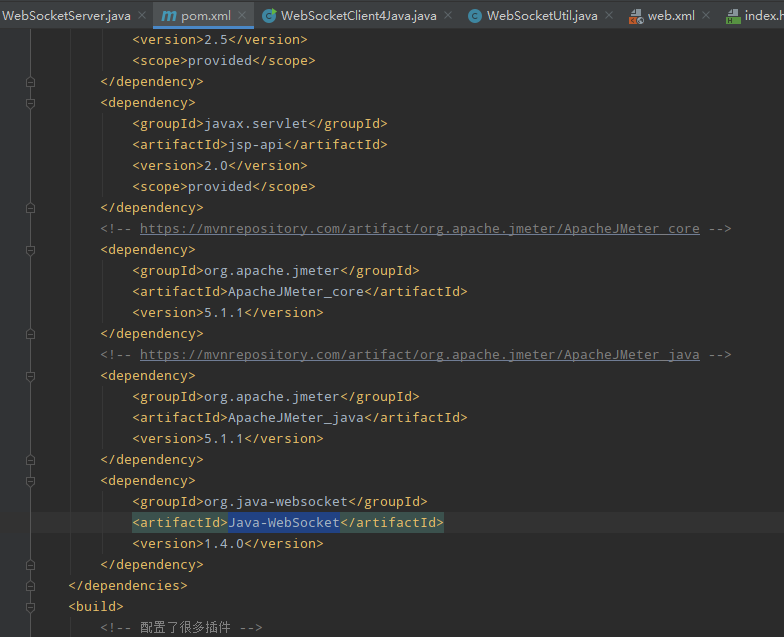 WebSocketServer.java pom.xml WebSocketClient4Java.java WebSocketUtil.java web.xml index.h
<version>2.5</version>
<scope>provided</scope>
</dependency>
<dependency>
<groupId>javax.servlet</groupId>
<artifactId>jsp-api</artifactId>
<version>2.0</version>
<scope>provided</scope>
</dependency>
<!-- https://mvnrepository.com/artifact/org.apache.jmeter/ApacheJMeter_core -->
<dependency>
<groupId>org.apache.jmeter</groupId>
<artifactId>ApacheJMeter_core</artifactId>
<version>5.1.1</version>
</dependency>
<!-- https://mvnrepository.com/artifact/org.apache.jmeter/ApacheJMeter_java -->
<dependency>
<groupId>org.apache.jmeter</groupId>
<artifactId>ApacheJMeter_java</artifactId>
<version>5.1.1</version>
</dependency>
<dependency>
<groupId>org.java-websocket</groupId>
<artifactId>Java-WebSocket</artifactId>
<version>1.4.0</version>
</dependency>
</dependencies>
<build>
<!-- 配置了很多插件 -->